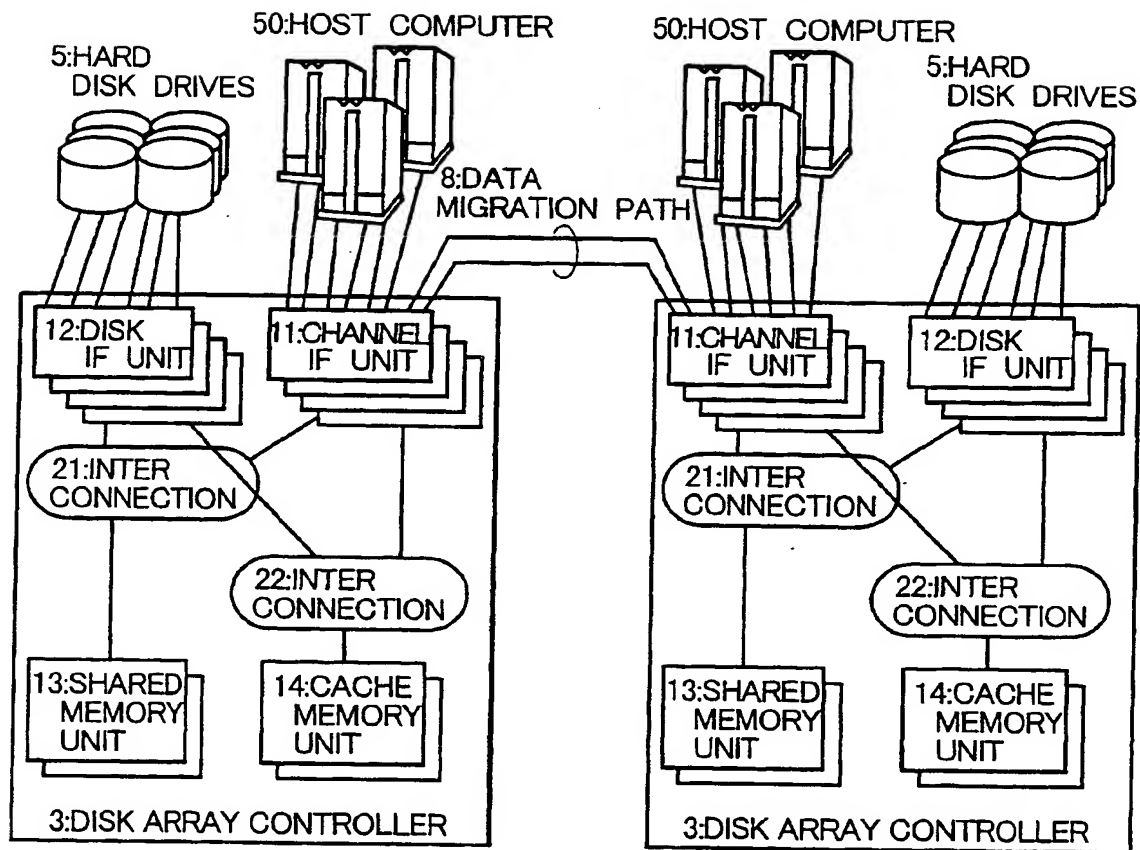 50:HOST COMPUTER
5:HARD
DISK DRIVES
50:HOST COMPUTER
5:HARD
DISK DRIVES
8:DATA
MIGRATION PATH
12:DISK
IF UNIT
11:CHANNEL
IF UNIT
21:INTER
CONNECTION
22:INTER
CONNECTION
13:SHARED
MEMORY
UNIT
14:CACHE
MEMORY
UNIT
3:DISK ARRAY CONTROLLER
11:CHANNEL
IF UNIT
12:DISK
IF UNIT
21:INTER
CONNECTION
22:INTER
CONNECTION
13:SHARED
MEMORY
UNIT
14:CACHE
MEMORY
UNIT
3:DISK ARRAY CONTROLLER